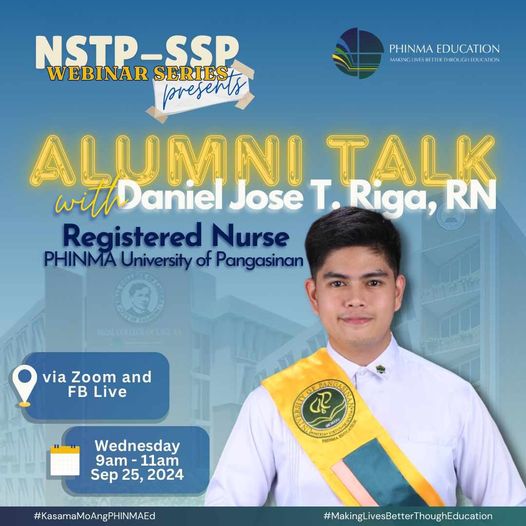 NSTP-SSP
WEBINAR SERIES
presents
PHINMA EDUCATION
MAKING LIVES BETTER THROUGH EDUCATION
ALUMNI TALK
with Daniel Jose T. Riga, RN
Registered Nurse
PHINMA University of Pangasinan
via Zoom and
FB Live
Wednesday
9am - 11am
Sep 25, 2024
#KasamaMoAngPHINMAEd
#MakingLivesBetterThoughEducation